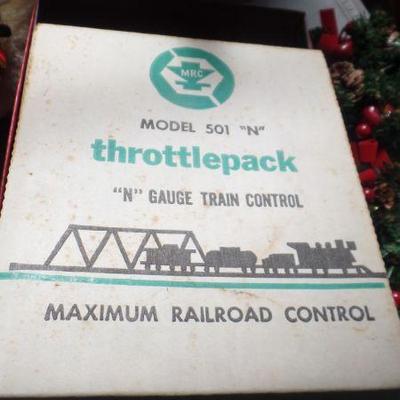 MRC
MODEL 501 "N"
throttlepack
"N" GAUGE TRAIN CONTROL
MAXIMUM RAILROAD CONTROL